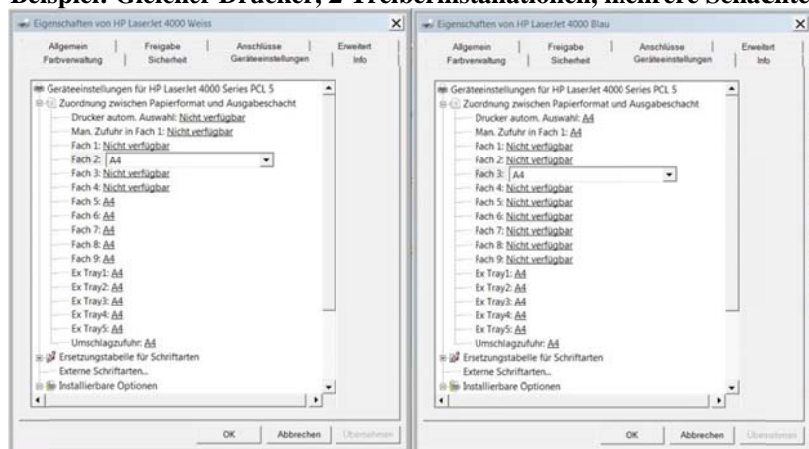 Beispiel: Gleicher Drucker, 2 Treiberinstallationen, mehrere Schächte
Eigenschaften von HP LaserJet 4000 Weiss
Allgemein Freigabe Anschlüsse Erweitert
Farbverwaltung Sicherheit Geräteeinstellungen Info
Geräteeinstellungen für HP LaserJet 4000 Series PCL 5
Zuordnung zwischen Papierformat und Ausgabeschacht
Drucker autom. Auswahl: Nicht verfügbar
Man. Zufuhr in Fach 1: Nicht verfügbar
Fach 1: Nicht verfügbar
Fach 2: A4
Fach 3: Nicht verfügbar
Fach 4: Nicht verfügbar
Fach 5: A4
Fach 6: A4
Fach 7: A4
Fach 8: A4
Fach 9: A4
Ex Tray1: A4
Ex Tray2: A4
Ex Tray3: A4
Ex Tray4: A4
Ex Tray5: A4
Umschlagzufuhr: A4
Ersetzungstabelle für Schriftarten
Externe Schriftarten...
Installierbare Optionen
OK Abbrechen Übernehmen
Eigenschaften von HP LaserJet 4000 Blau
Allgemein Freigabe Anschlüsse Erweitert
Farbverwaltung Sicherheit Geräteeinstellungen Info
Geräteeinstellungen für HP LaserJet 4000 Series PCL 5
Zuordnung zwischen Papierformat und Ausgabeschacht
Drucker autom. Auswahl: A4
Man. Zufuhr in Fach 1: A4
Fach 1: Nicht verfügbar
Fach 2: Nicht verfügbar
Fach 3: A4
Fach 4: Nicht verfügbar
Fach 5: Nicht verfügbar
Fach 6: Nicht verfügbar
Fach 7: Nicht verfügbar
Fach 8: Nicht verfügbar
Fach 9: Nicht verfügbar
Ex Tray1: A4
Ex Tray2: A4
Ex Tray3: A4
Ex Tray4: A4
Ex Tray5: A4
Umschlagzufuhr: A4
Ersetzungstabelle für Schriftarten
Externe Schriftarten...
Installierbare Optionen
OK Abbrechen Übernehmen